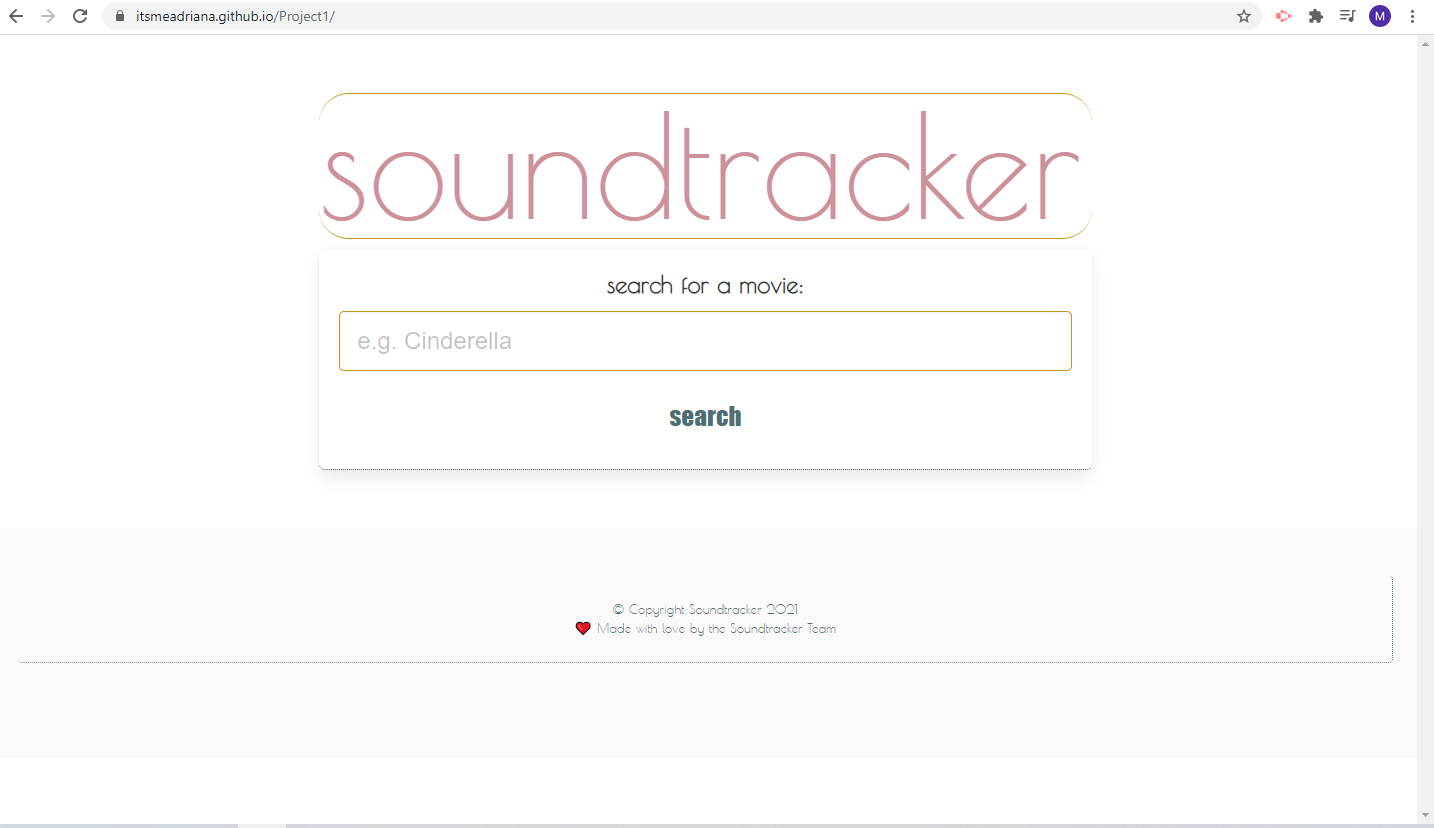 itsmeadriana.github.io/Project1/
M
soundtracker
search for a movie:
e.g. Cinderella
search
© Copyright Soundtracker 2021
Made with love by the Soundtracker Team